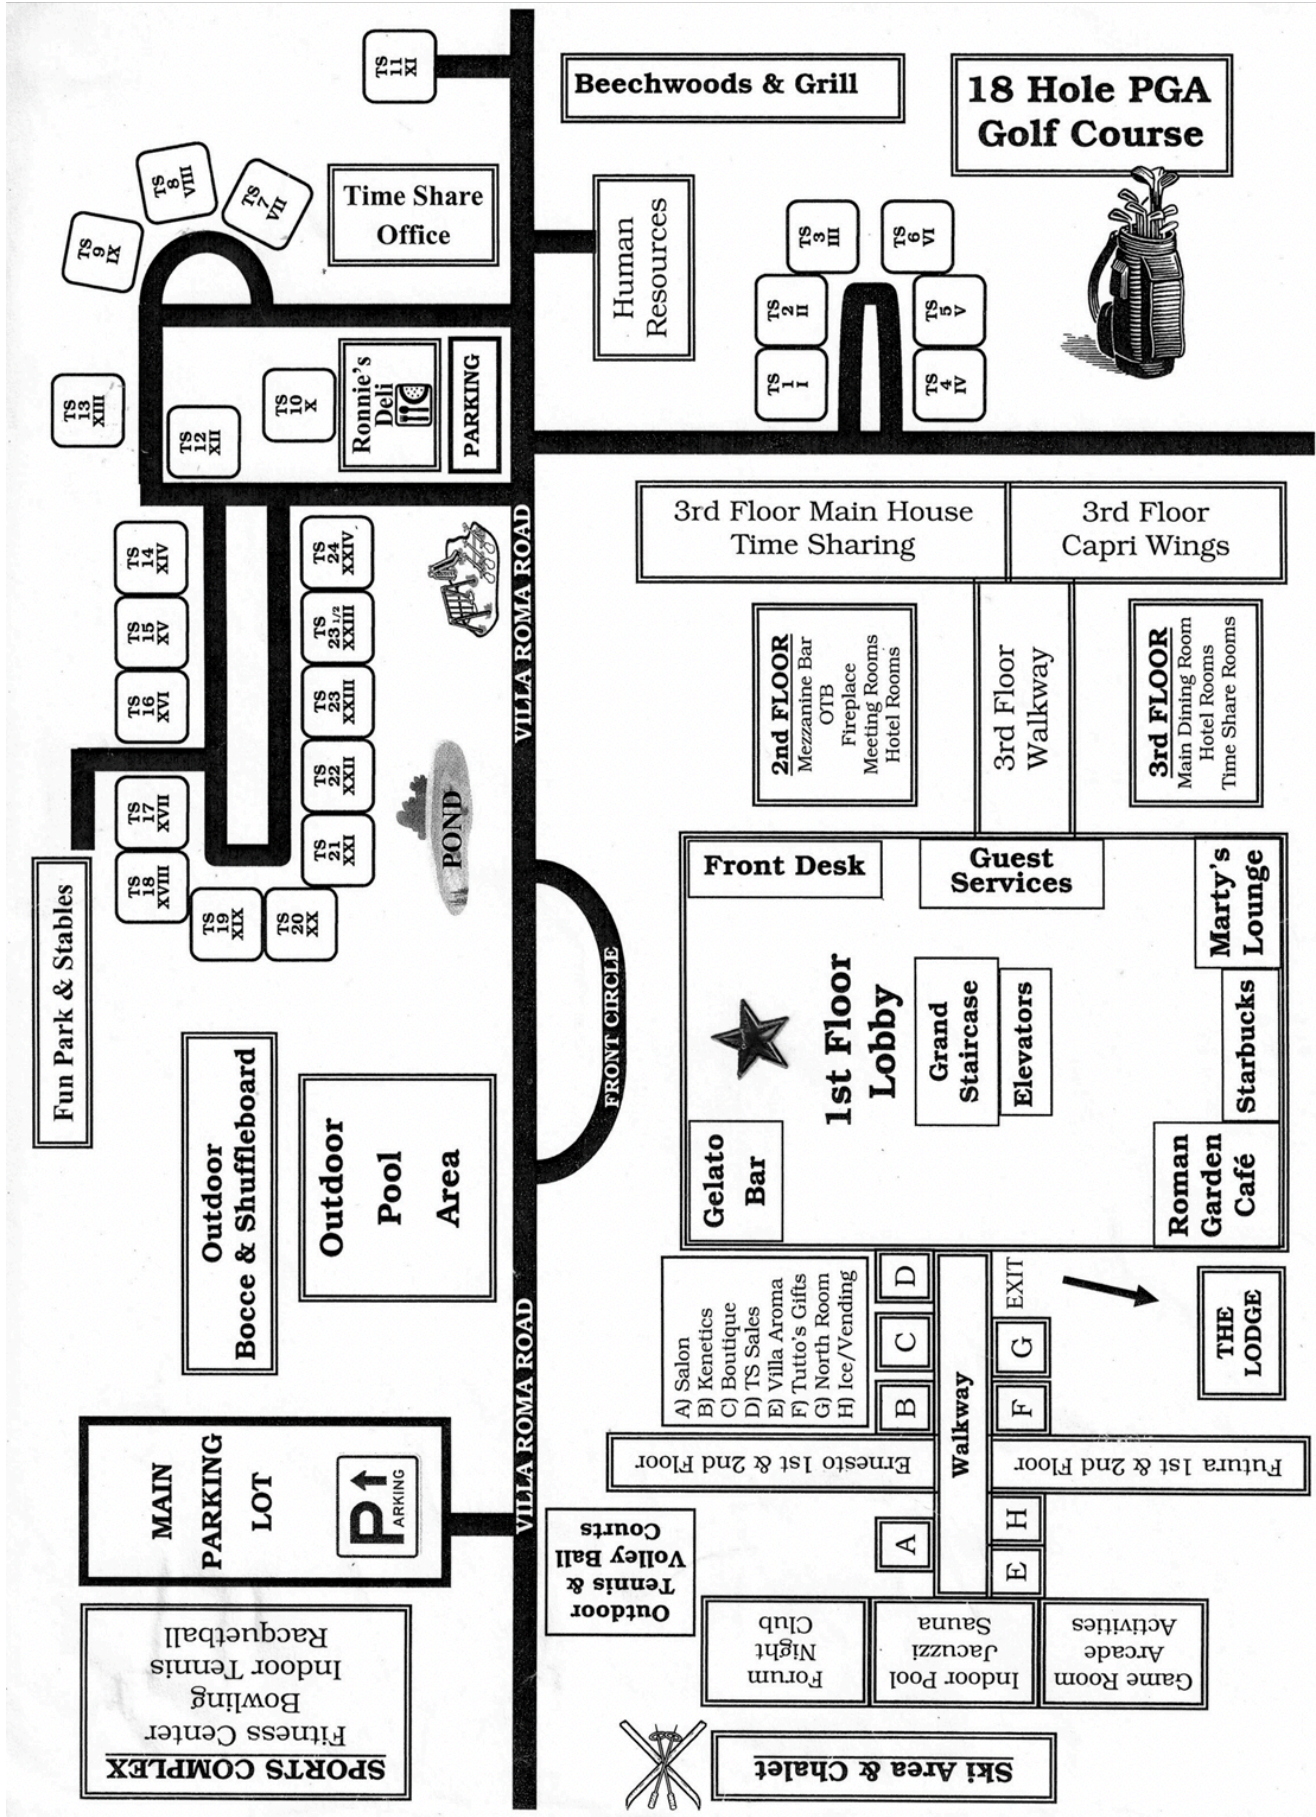 TS
11
XI
Beechwoods & Grill
18 Hole PGA
Golf Course
TS
8
VIII
TS
7
VII
TS
9
IX
Time Share
Office
Human
Resources
TS
3
III
TS
6
VI
TS
2
II
TS
5
V
TS
1
I
TS
4
IV
TS
13
XIII
TS
12
XII
TS
10
X
Ronnie's
Deli
PARKING
VILLA ROMA ROAD
3rd Floor Main House
Time Sharing
3rd Floor
Capri Wings
TS
14
XIV
TS
15
XV
TS
16
XVI
TS
17
XVII
TS
18
XVIII
TS
19
XIX
TS
20
XX
TS
21
XXI
TS
22
XXII
TS
23
XXIII
TS
23 1/2
XXIII
TS
24
XXIV
POND
2nd FLOOR
Mezzanine Bar
OTB
Fireplace
Meeting Rooms
Hotel Rooms
3rd Floor
Walkway
3rd FLOOR
Main Dining Room
Hotel Rooms
Time Share Rooms
Fun Park & Stables
Front Desk
Guest
Services
Marty's
Lounge
FRONT CIRCLE
1st Floor
Lobby
Grand
Staircase
Elevators
Starbucks
Gelato
Bar
Roman
Garden
Café
Outdoor
Bocce & Shuffleboard
Outdoor
Pool
Area
VILLA ROMA ROAD
A) Salon
B) Kenetics
C) Boutique
D) TS Sales
E) Villa Aroma
F) Tutto's Gifts
G) North Room
H) Ice/Vending
D
C
B
A
Walkway
EXIT
G
F
H
E
THE
LODGE
Ernesto 1st & 2nd Floor
Futura 1st & 2nd Floor
MAIN
PARKING
LOT
PARKING
Outdoor
Tennis &
Volley Ball
Courts
SPORTS COMPLEX
Fitness Center
Bowling
Indoor Tennis
Racquetball
Forum
Night
Club
Indoor Pool
Jacuzzi
Sauna
Game Room
Arcade
Activities
Ski Area & Chalet